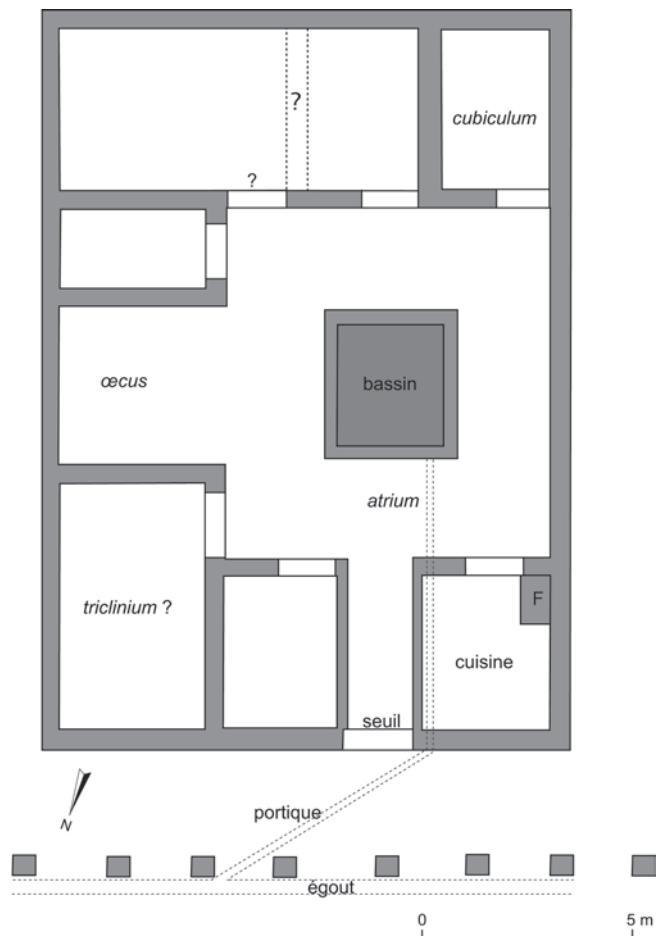 ?
cubiculum
?
œcus
bassin
atrium
triclinium ?
F
cuisine
seuil
N
portique
égout
0 5 m